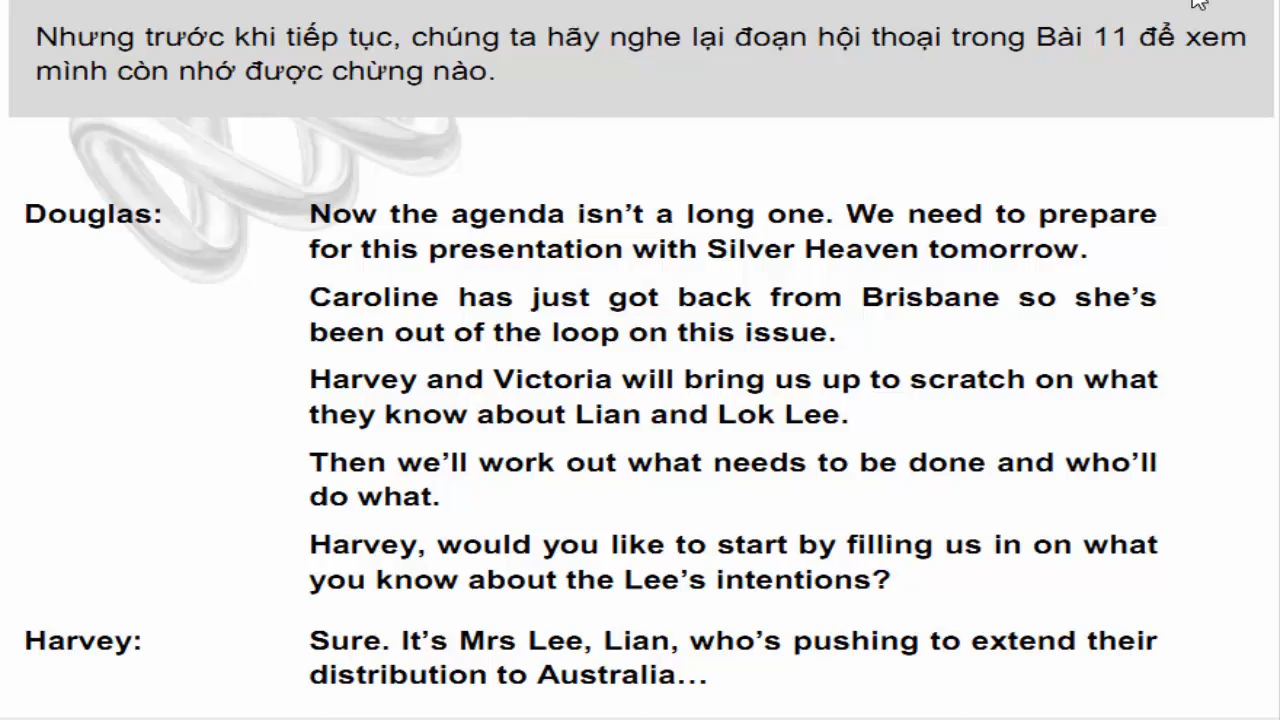 Nhưng trước khi tiếp tục, chúng ta hãy nghe lại đoạn hội thoại trong Bài 11 để xem
mình còn nhớ được chừng nào.
Douglas: Now the agenda isn’t a long one. We need to prepare
for this presentation with Silver Heaven tomorrow.
Caroline has just got back from Brisbane so she’s
been out of the loop on this issue.
Harvey and Victoria will bring us up to scratch on what
they know about Lian and Lok Lee.
Then we’ll work out what needs to be done and who’ll
do what.
Harvey, would you like to start by filling us in on what
you know about the Lee’s intentions?
Harvey: Sure. It’s Mrs Lee, Lian, who’s pushing to extend their
distribution to Australia…